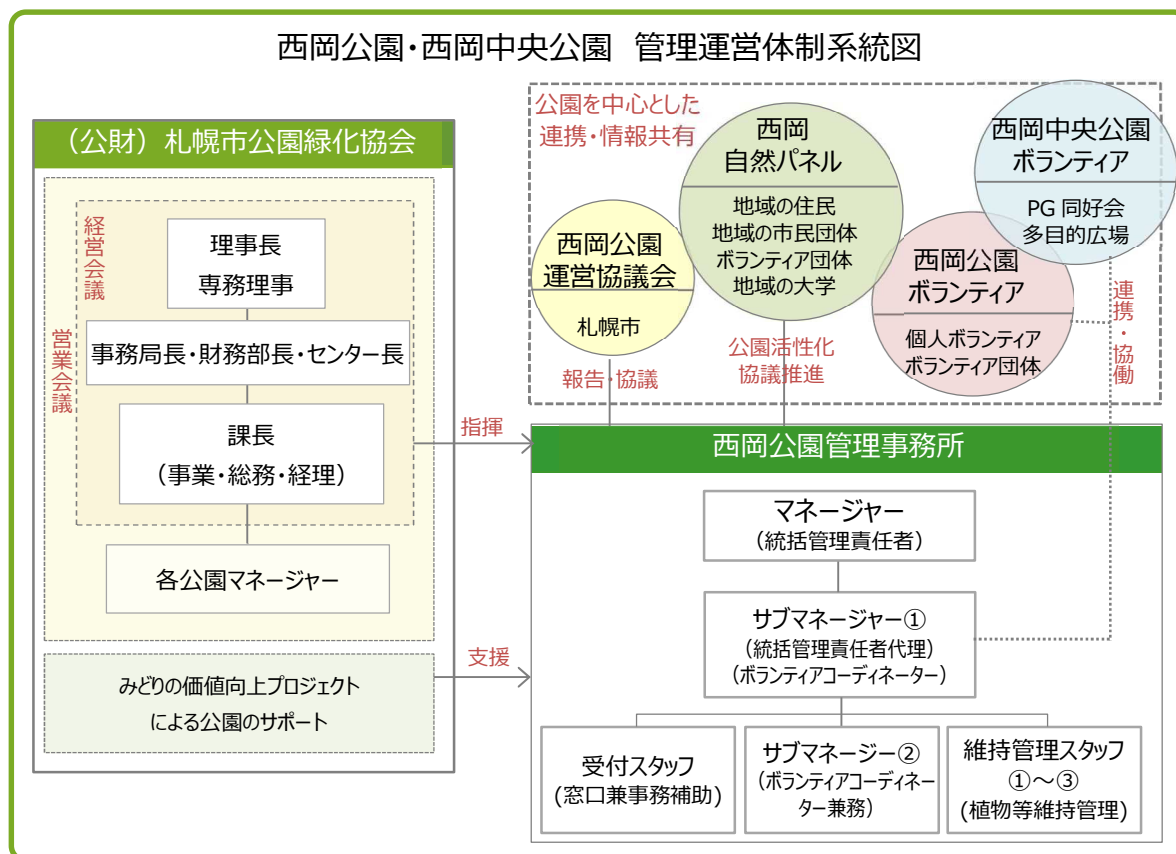 西岡公園・西岡中央公園 管理運営体制系統図
（公財）札幌市公園緑化協会
経営会議
営業会議
理事長
専務理事
事務局長・財務部長・センター長
課長
（事業・総務・経理）
各公園マネージャー
みどりの価値向上プロジェクト
による公園のサポート
指揮
支援
公園を中心とした
連携・情報共有
西岡公園
運営協議会
札幌市
西岡
自然パネル
地域の住民
地域の市民団体
ボランティア団体
地域の大学
西岡公園
ボランティア
個人ボランティア
ボランティア団体
西岡中央公園
ボランティア
PG 同好会
多目的広場
報告・協議
公園活性化
協議推進
連携・協働
西岡公園管理事務所
マネージャー
（統括管理責任者）
サブマネージャー①
（統括管理責任者代理）
（ボランティアコーディネーター）
受付スタッフ
(窓口兼事務補助)
サブマネージー②
（ボランティアコーディネー
ター兼務）
維持管理スタッフ
①～③
(植物等維持管理)